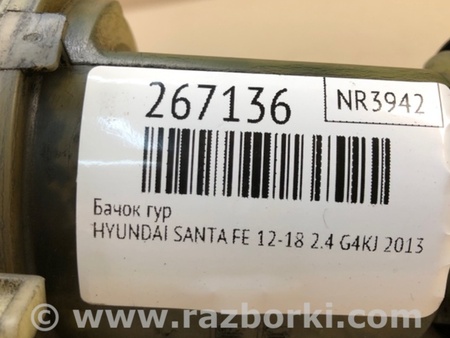 267136
NR3942
Бачок гур
HYUNDAI SANTA FE 12-18 2.4 G4KJ 2013
www.razborki.com